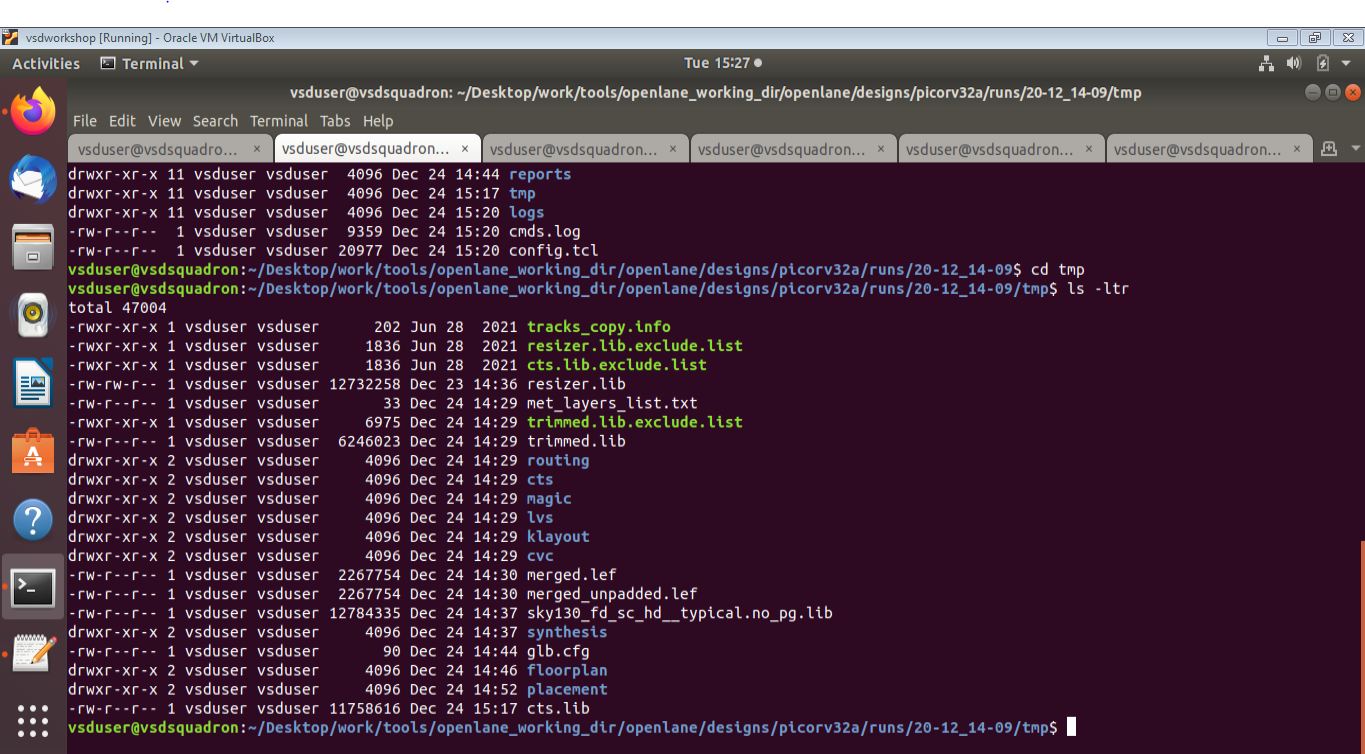 vsdworkshop [Running] - Oracle VM VirtualBox
Activities Terminal Tue 15:27
vsduser@vsdsquadron: ~/Desktop/work/tools/openlane_working_dir/openlane/designs/picorv32a/runs/20-12_14-09/tmp
File Edit View Search Terminal Tabs Help
vsduser@vsdsquadro... × vsduser@vsdsquadron... × vsduser@vsdsquadron... × vsduser@vsdsquadron... × vsduser@vsdsquadron... × vsduser@vsdsquadron... ×
drwxr-xr-x 11 vsduser vsduser  4096 Dec 24 14:44 reports
drwxr-xr-x 11 vsduser vsduser  4096 Dec 24 15:17 tmp
drwxr-xr-x 11 vsduser vsduser  4096 Dec 24 15:20 logs
-rw-r--r--  1 vsduser vsduser  9359 Dec 24 15:20 cmds.log
-rw-r--r--  1 vsduser vsduser 20977 Dec 24 15:20 config.tcl
vsduser@vsdsquadron:~/Desktop/work/tools/openlane_working_dir/openlane/designs/picorv32a/runs/20-12_14-09$ cd tmp
vsduser@vsdsquadron:~/Desktop/work/tools/openlane_working_dir/openlane/designs/picorv32a/runs/20-12_14-09/tmp$ ls -ltr
total 47004
-rwxr-xr-x 1 vsduser vsduser      202 Jun 28  2021 tracks_copy.info
-rwxr-xr-x 1 vsduser vsduser     1836 Jun 28  2021 resizer.lib.exclude.list
-rwxr-xr-x 1 vsduser vsduser     1836 Jun 28  2021 cts.lib.exclude.list
-rw-rw-r-- 1 vsduser vsduser 12732258 Dec 23 14:36 resizer.lib
-rw-r--r-- 1 vsduser vsduser       33 Dec 24 14:29 met_layers_list.txt
-rwxr-xr-x 1 vsduser vsduser     6975 Dec 24 14:29 trimmed.lib.exclude.list
-rw-r--r-- 1 vsduser vsduser  6246023 Dec 24 14:29 trimmed.lib
drwxr-xr-x 2 vsduser vsduser     4096 Dec 24 14:29 routing
drwxr-xr-x 2 vsduser vsduser     4096 Dec 24 14:29 cts
drwxr-xr-x 2 vsduser vsduser     4096 Dec 24 14:29 magic
drwxr-xr-x 2 vsduser vsduser     4096 Dec 24 14:29 lvs
drwxr-xr-x 2 vsduser vsduser     4096 Dec 24 14:29 klayout
drwxr-xr-x 2 vsduser vsduser     4096 Dec 24 14:29 cvc
-rw-r--r-- 1 vsduser vsduser  2267754 Dec 24 14:30 merged.lef
-rw-r--r-- 1 vsduser vsduser  2267754 Dec 24 14:30 merged_unpadded.lef
-rw-r--r-- 1 vsduser vsduser 12784335 Dec 24 14:37 sky130_fd_sc_hd__typical.no_pg.lib
drwxr-xr-x 2 vsduser vsduser     4096 Dec 24 14:37 synthesis
-rw-r--r-- 1 vsduser vsduser       90 Dec 24 14:44 glb.cfg
drwxr-xr-x 2 vsduser vsduser     4096 Dec 24 14:46 floorplan
drwxr-xr-x 2 vsduser vsduser     4096 Dec 24 14:52 placement
-rw-r--r-- 1 vsduser vsduser 11758616 Dec 24 15:17 cts.lib
vsduser@vsdsquadron:~/Desktop/work/tools/openlane_working_dir/openlane/designs/picorv32a/runs/20-12_14-09/tmp$